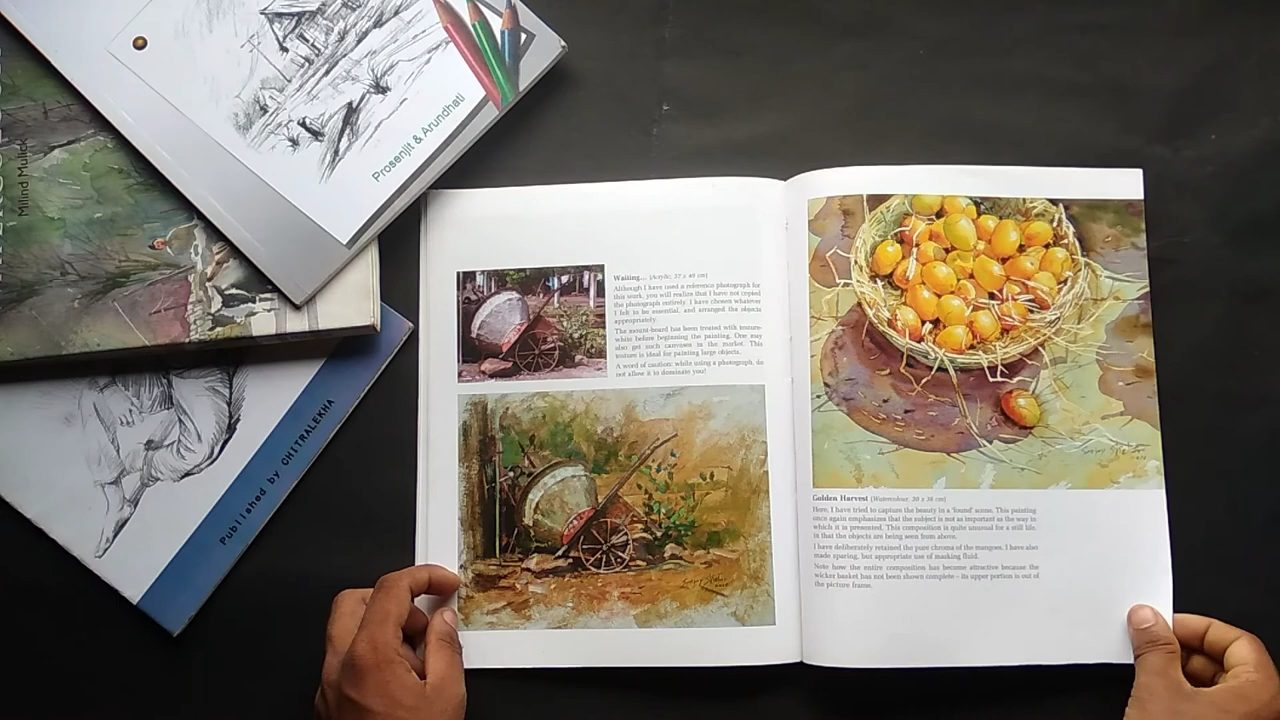 Prosenjit & Arundhati
Milind Mulick
Published by CHITRALEKHA
Waiting... (Acrylic: 37 x 48 cm)
Although I have used a reference photograph for
this work, you will realize that I have not copied
the photograph entirely. I have chosen whatever
I felt to be essential, and arranged the objects
appropriately.
The mount-board has been treated with texture-
white before beginning the painting. One may
also get such canvases in the market. This
texture is ideal for painting large objects.
A word of caution: while using a photograph, do
not allow it to dominate you!
Golden Harvest (Watercolour:
Here, I have tried to capture the beauty in a 'found' scene. This painting
once again emphasizes that the subject is not as important as the way in
which it is presented. This composition is quite unusual for a still life,
in that the objects are being seen from above.
I have deliberately retained the pure chroma of the mangoes. I have also
made sparing, but appropriate use of masking fluid.
Note how the entire composition has become attractive because the
wicker basket has not been shown complete – its upper portion is out of
the picture frame.